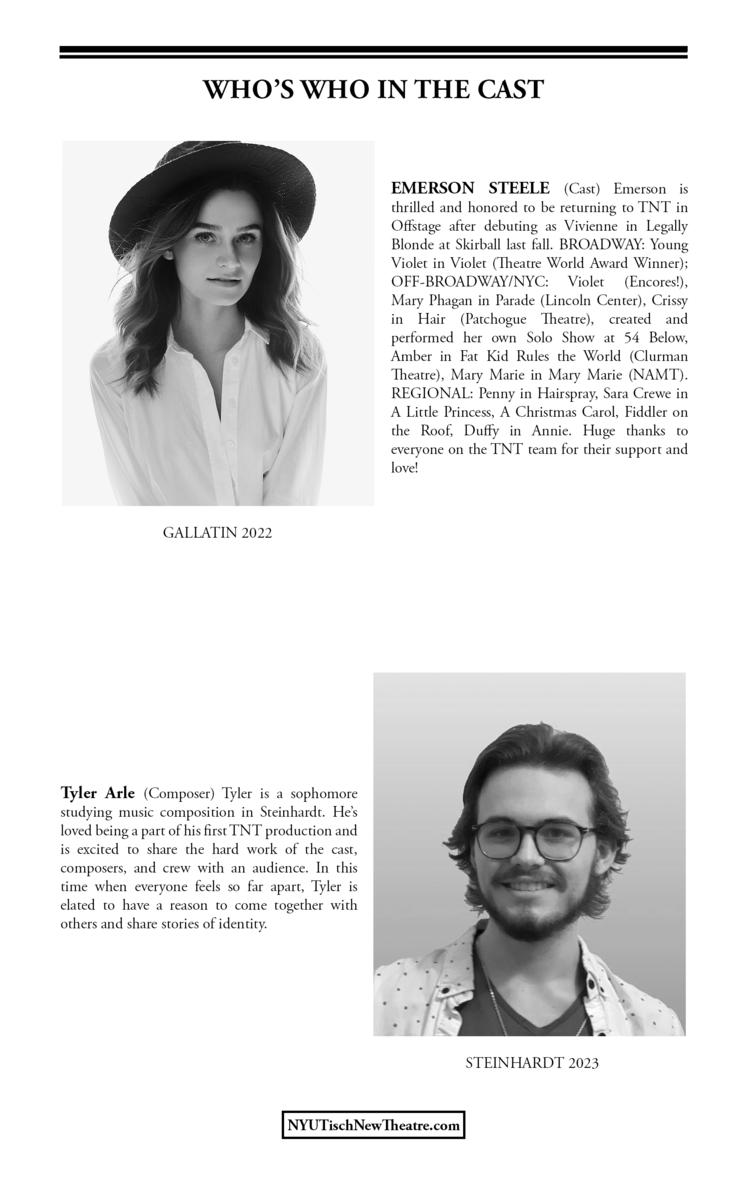 WHO'S WHO IN THE CAST
EMERSON STEELE (Cast) Emerson is
thrilled and honored to be returning to TNT in
Offstage after debuting as Vivienne in Legally
Blonde at Skirball last fall. BROADWAY: Young
Violet in Violet (Theatre World Award Winner);
OFF-BROADWAY/NYC: Violet (Encores!),
Mary Phagan in Parade (Lincoln Center), Crissy
in Hair (Patchogue Theatre), created and
performed her own Solo Show at 54 Below,
Amber in Fat Kid Rules the World (Clurman
Theatre), Mary Marie in Mary Marie (NAMT).
REGIONAL: Penny in Hairspray, Sara Crewe in
A Little Princess, A Christmas Carol, Fiddler on
the Roof, Duffy in Annie. Huge thanks to
everyone on the TNT team for their support and
love!
GALLATIN 2022
Tyler Arle (Composer) Tyler is a sophomore
studying music composition in Steinhardt. He's
loved being a part of his first TNT production and
is excited to share the hard work of the cast,
composers, and crew with an audience. In this
time when everyone feels so far apart, Tyler is
elated to have a reason to come together with
others and share stories of identity.
STEINHARDT 2023
NYUTischNewTheatre.com